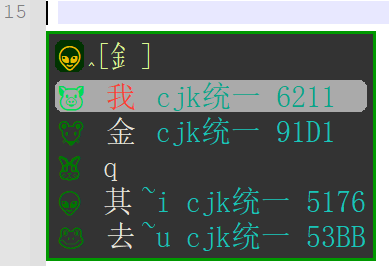 15
^[釒 ]
我 cjk统一 6211
金 cjk统一 91D1
q
其 ~i cjk统一 5176
去 ~u cjk统一 53BB